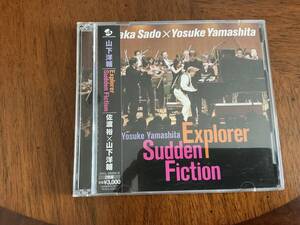 山下洋輔
Explorer
Sudden Fiction
佐渡 裕×山下洋輔
¥3,000
aka Sado×Yosuke Yamashita
Yosuke Yamashita
Explorer
Sudden
Fiction